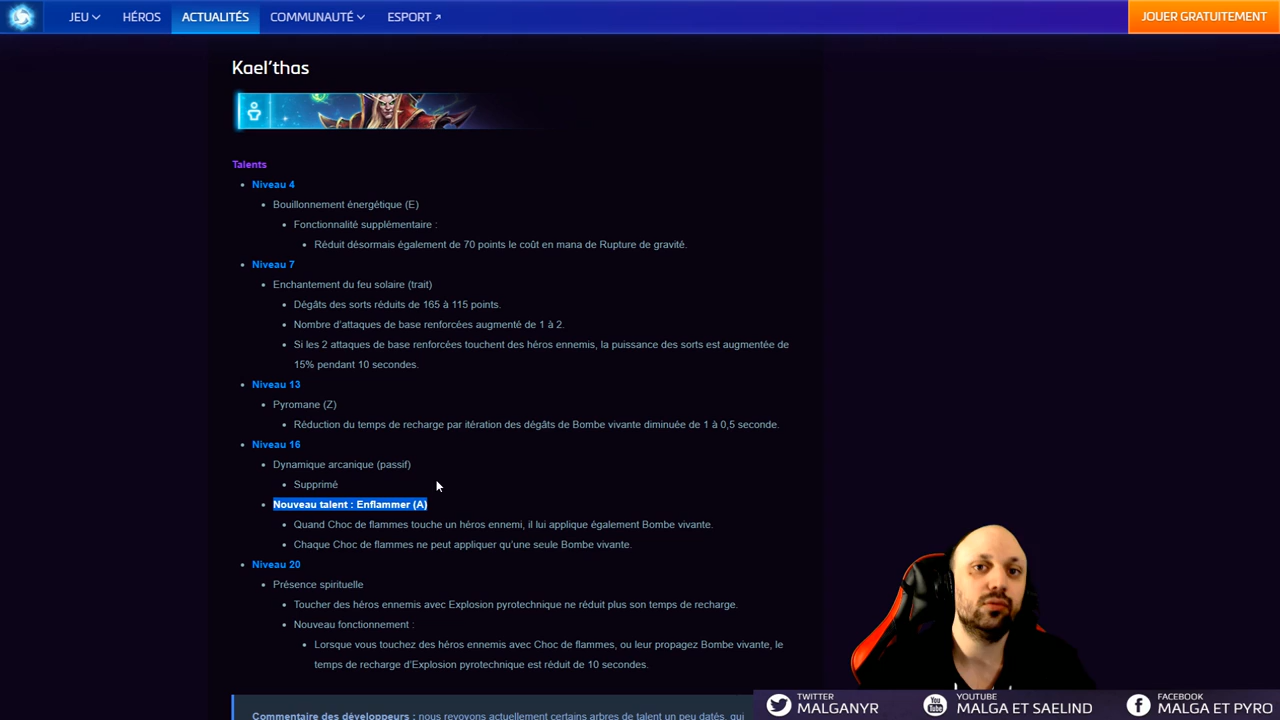 JEU HÉROS ACTUALITÉS COMMUNAUTÉ ESPORT JOUER GRATUITEMENT
Kael'thas
Talents
Niveau 4
Bouillonnement énergétique (E)
Fonctionnalité supplémentaire :
Réduit désormais également de 70 points le coût en mana de Rupture de gravité.
Niveau 7
Enchantement du feu solaire (trait)
Dégâts des sorts réduits de 165 à 115 points.
Nombre d'attaques de base renforcées augmenté de 1 à 2.
Si les 2 attaques de base renforcées touchent des héros ennemis, la puissance des sorts est augmentée de
15% pendant 10 secondes.
Niveau 13
Pyromane (Z)
Réduction du temps de recharge par itération des dégâts de Bombe vivante diminuée de 1 à 0,5 seconde.
Niveau 16
Dynamique arcanique (passif)
Supprimé
Nouveau talent : Enflammer (A)
Quand Choc de flammes touche un héros ennemi, il lui applique également Bombe vivante.
Chaque Choc de flammes ne peut appliquer qu'une seule Bombe vivante.
Niveau 20
Présence spirituelle
Toucher des héros ennemis avec Explosion pyrotechnique ne réduit plus son temps de recharge.
Nouveau fonctionnement :
Lorsque vous touchez des héros ennemis avec Choc de flammes, ou leur propagez Bombe vivante, le
temps de recharge d'Explosion pyrotechnique est réduit de 10 secondes.
Commentaire des développeurs : nous revoyons actuellement certains arbres de talent un peu datés, qui
TWITTER
MALGANYR
YOUTUBE
MALGA ET SAELIND
FACEBOOK
MALGA ET PYRO